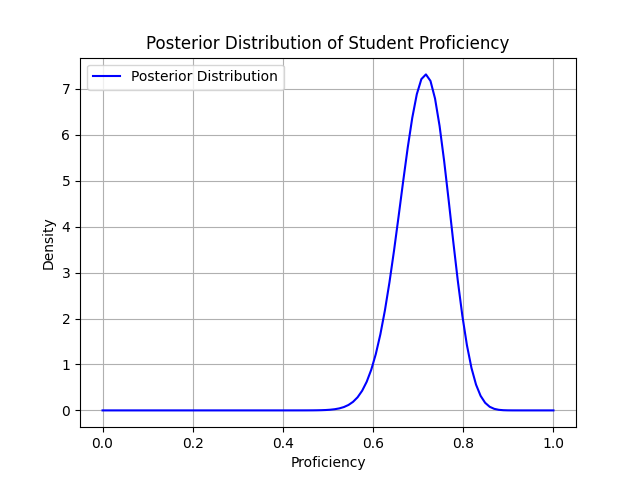 Posterior Distribution of Student Proficiency
Posterior Distribution
7
6
5
4
3
2
1
0
Density
0.0 0.2 0.4 0.6 0.8 1.0
Proficiency